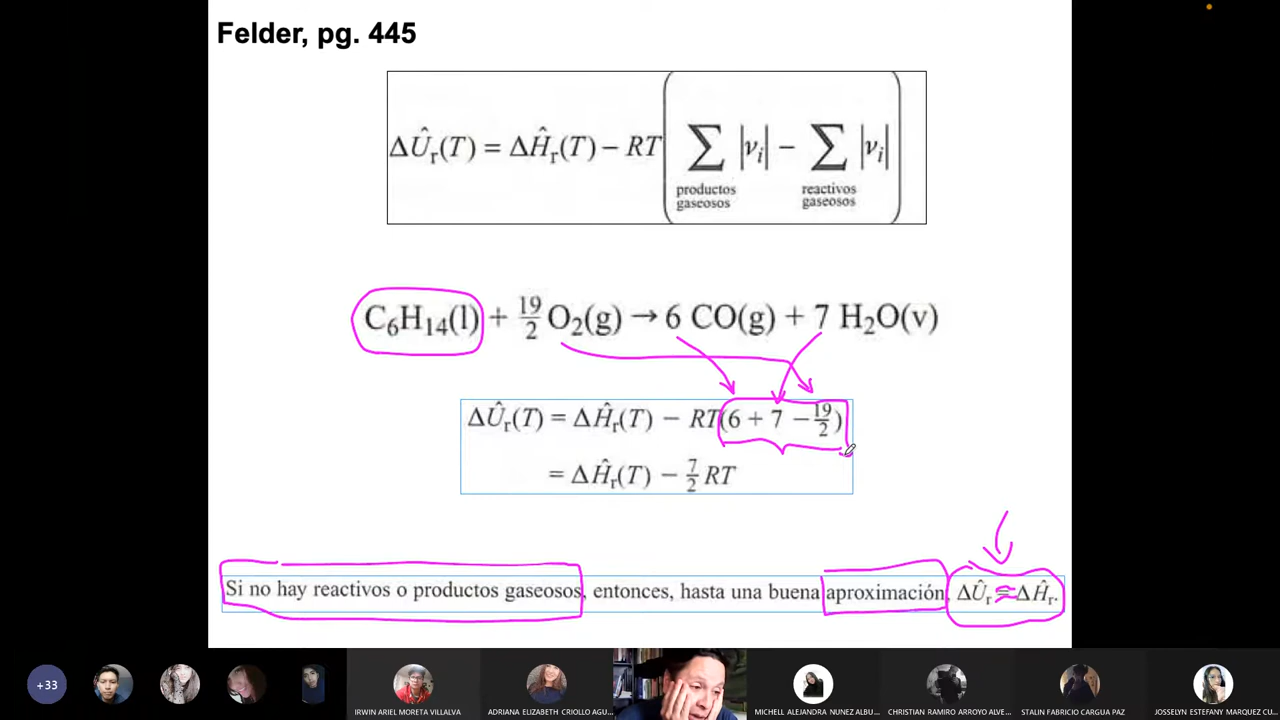 Felder, pg. 445
ΔÛr(T) = ΔĤr(T) − RT( ∑ |νi| − ∑ |νi| )
productos gaseosos reactivos gaseosos
C6H14(l) + 19/2 O2(g) → 6 CO(g) + 7 H2O(v)
ΔÛr(T) = ΔĤr(T) − RT(6 + 7 − 19/2)
= ΔĤr(T) − 7/2 RT
Si no hay reactivos o productos gaseosos, entonces, hasta una buena aproximación, ΔÛr ≈ ΔĤr.
+33
IRWIN ARIEL MORETA VILLALVA
ADRIANA ELIZABETH CRIOLLO AGU...
MICHELL ALEJANDRA NUNEZ ALBU...
CHRISTIAN RAMIRO ARROYO ALVE...
STALIN FABRICIO CARGUA PAZ
JOSSELYN ESTEFANY MARQUEZ CU...